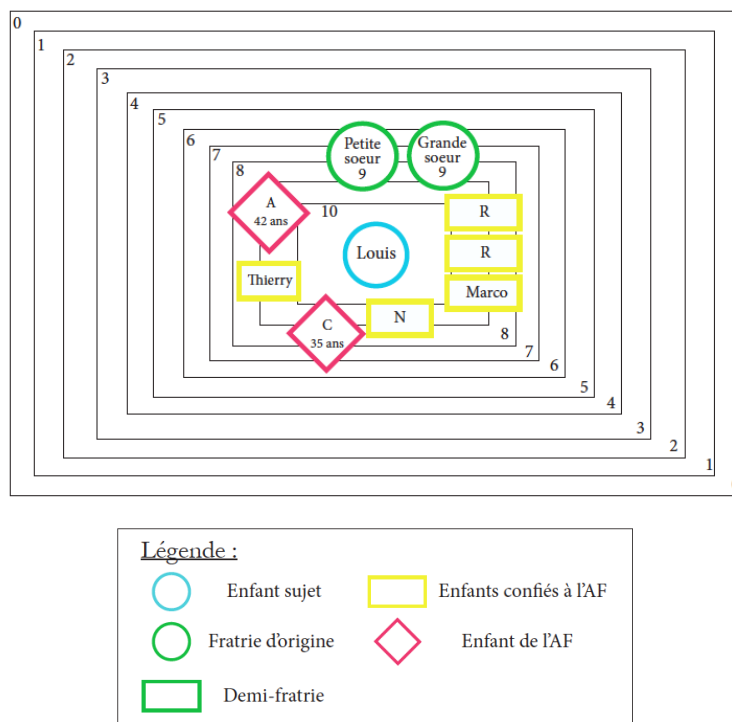 0
1
2
3
4
5
6
7
8
10
Petite
soeur
9
Grande
soeur
9
A
42 ans
R
Louis
R
Thierry
Marco
N
C
35 ans
8
7
6
5
4
3
2
1
Légende :
Enfant sujet
Enfants confiés à l'AF
Fratrie d'origine
Enfant de l'AF
Demi-fratrie